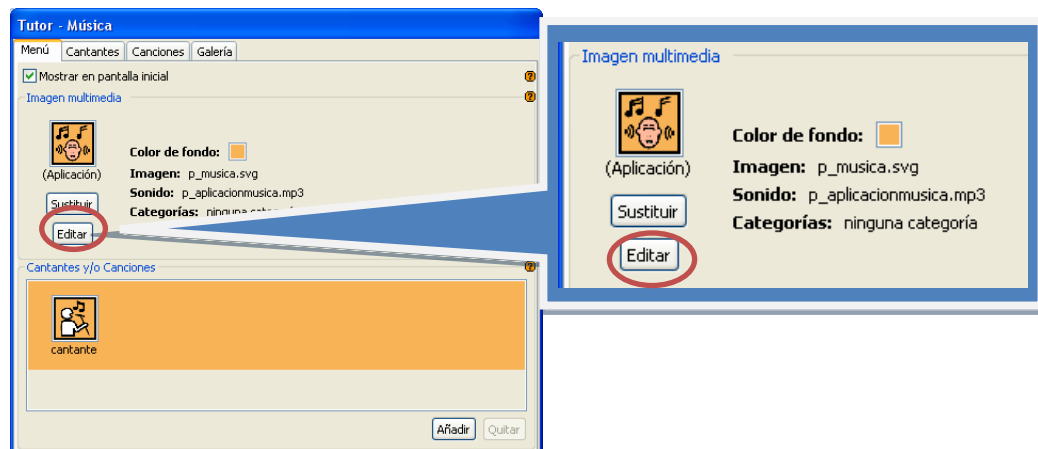 Tutor - Música
Menú Cantantes Canciones Galería
Mostrar en pantalla inicial
Imagen multimedia
(Aplicación)
Color de fondo:
Imagen: p_musica.svg
Sonido: p_aplicacionmusica.mp3
Categorías: ninguna
Sustituir
Editar
Cantantes y/o Canciones
cantante
Añadir Quitar
Imagen multimedia
(Aplicación)
Color de fondo:
Imagen: p_musica.svg
Sonido: p_aplicacionmusica.mp3
Categorías: ninguna categoría
Sustituir
Editar